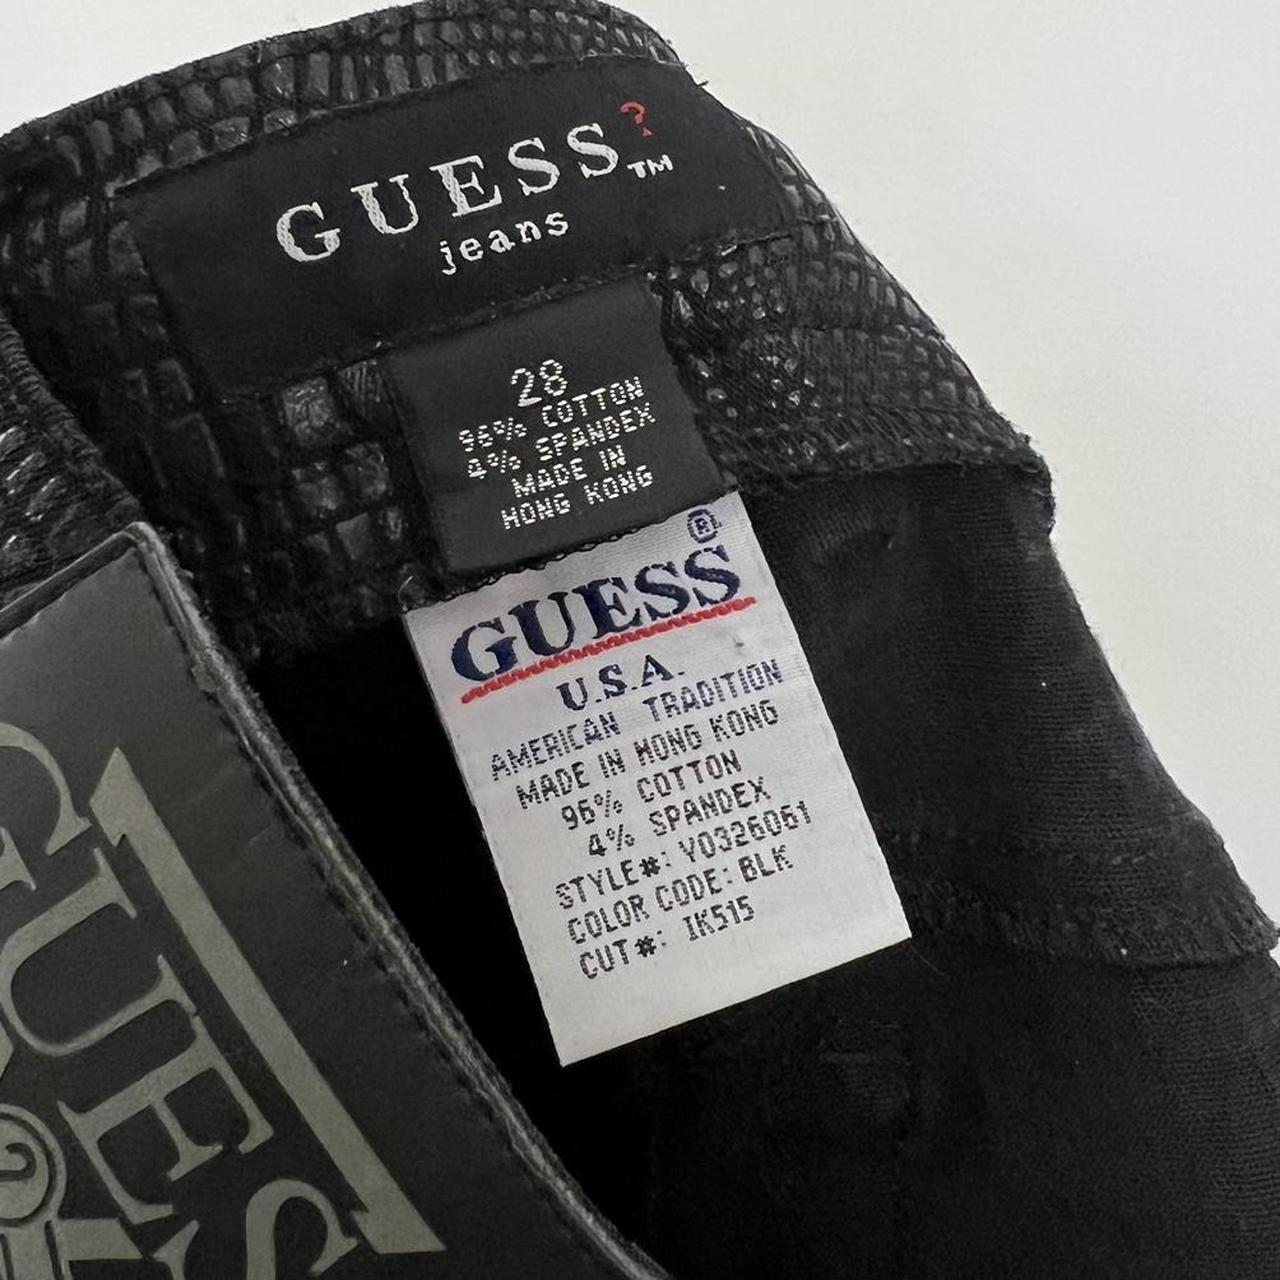 GUESS?™
jeans
28
96% COTTON
4% SPANDEX
MADE IN
HONG KONG
GUESS®
U.S.A.
AMERICAN TRADITION
MADE IN HONG KONG
96% COTTON
4% SPANDEX
STYLE#: Y0326061
COLOR CODE: BLK
CUT#: IK515
GUESS